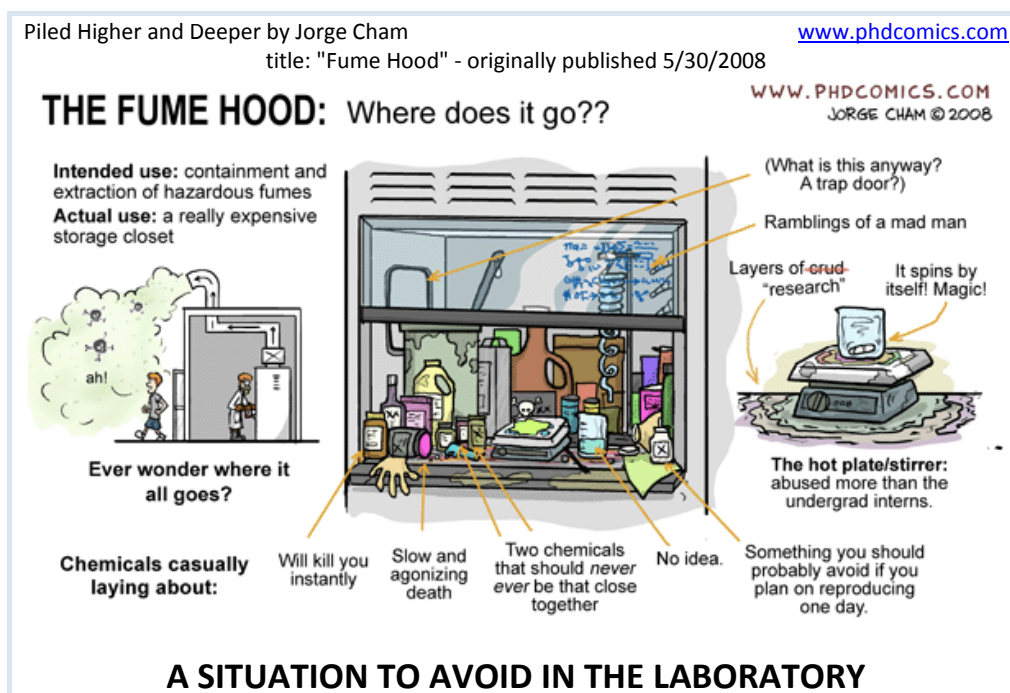 Piled Higher and Deeper by Jorge Cham
www.phdcomics.com
title: "Fume Hood" - originally published 5/30/2008
WWW.PHDCOMICS.COM
JORGE CHAM © 2008
THE FUME HOOD: Where does it go??
Intended use: containment and
extraction of hazardous fumes
Actual use: a really expensive
storage closet
(What is this anyway?
A trap door?)
Ramblings of a mad man
Layers of crud
"research"
It spins by
itself! Magic!
ah!
Ever wonder where it
all goes?
The hot plate/stirrer:
abused more than the
undergrad interns.
Chemicals casually
laying about:
Will kill you
instantly
Slow and
agonizing
death
Two chemicals
that should never
ever be that close
together
No idea.
Something you should
probably avoid if you
plan on reproducing
one day.
A SITUATION TO AVOID IN THE LABORATORY